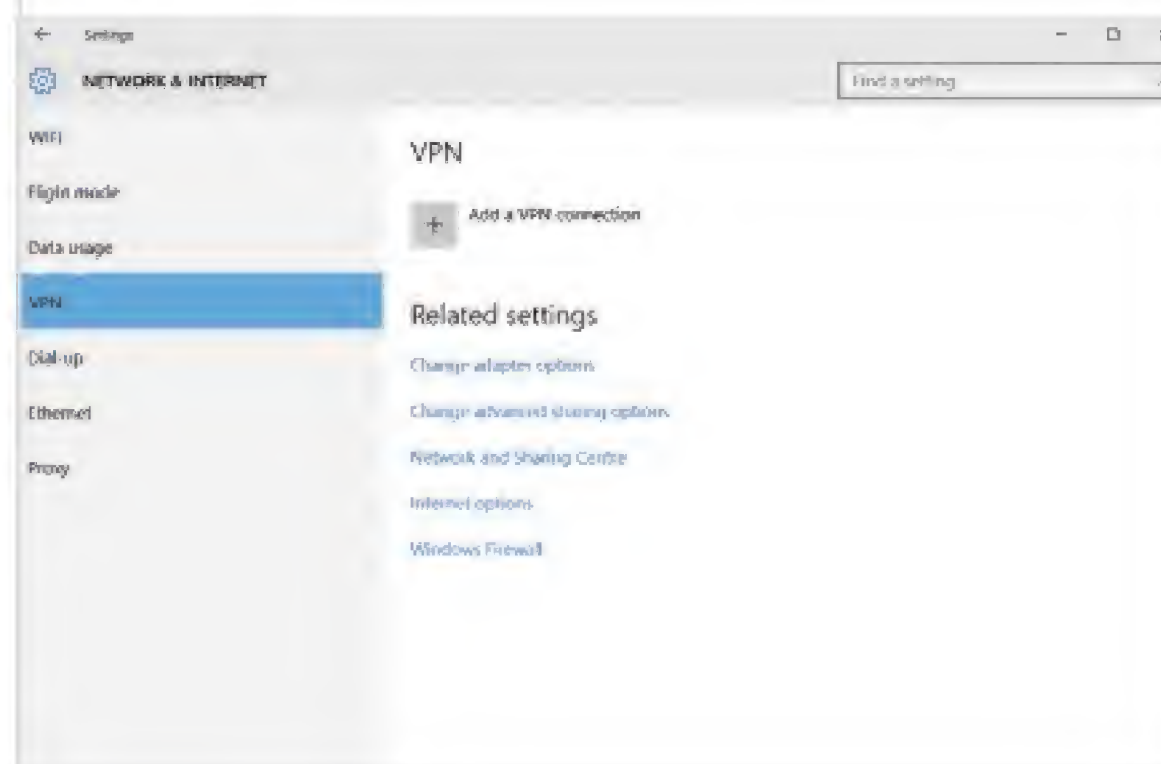 Settings
NETWORK & INTERNET
Find a setting
WiFi
Flight mode
Data usage
VPN
Dial-up
Ethernet
Proxy
VPN
Add a VPN connection
Related settings
Change adapter options
Change advanced sharing options
Network and Sharing Centre
Internet options
Windows Firewall